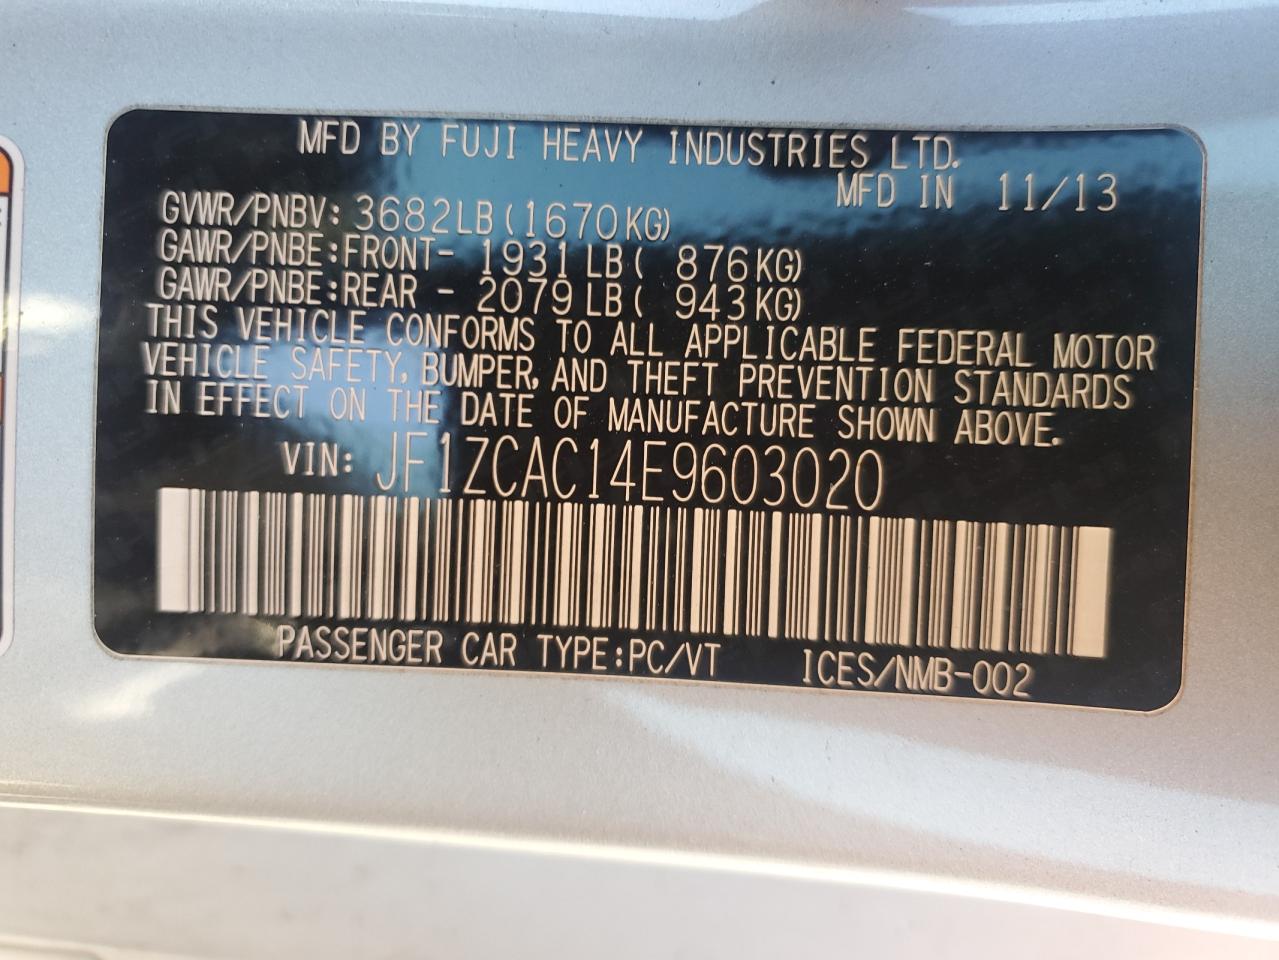 MFD BY FUJI HEAVY INDUSTRIES LTD.
MFD IN 11/13
GVWR/PNBV: 3682LB(1670KG)
GAWR/PNBE:FRONT- 1931LB( 876KG)
GAWR/PNBE:REAR - 2079LB( 943KG)
THIS VEHICLE CONFORMS TO ALL APPLICABLE FEDERAL MOTOR
VEHICLE SAFETY, BUMPER, AND THEFT PREVENTION STANDARDS
IN EFFECT ON THE DATE OF MANUFACTURE SHOWN ABOVE.
VIN: JF1ZCAC14E9603020
PASSENGER CAR TYPE:PC/VT ICES/NMB-002